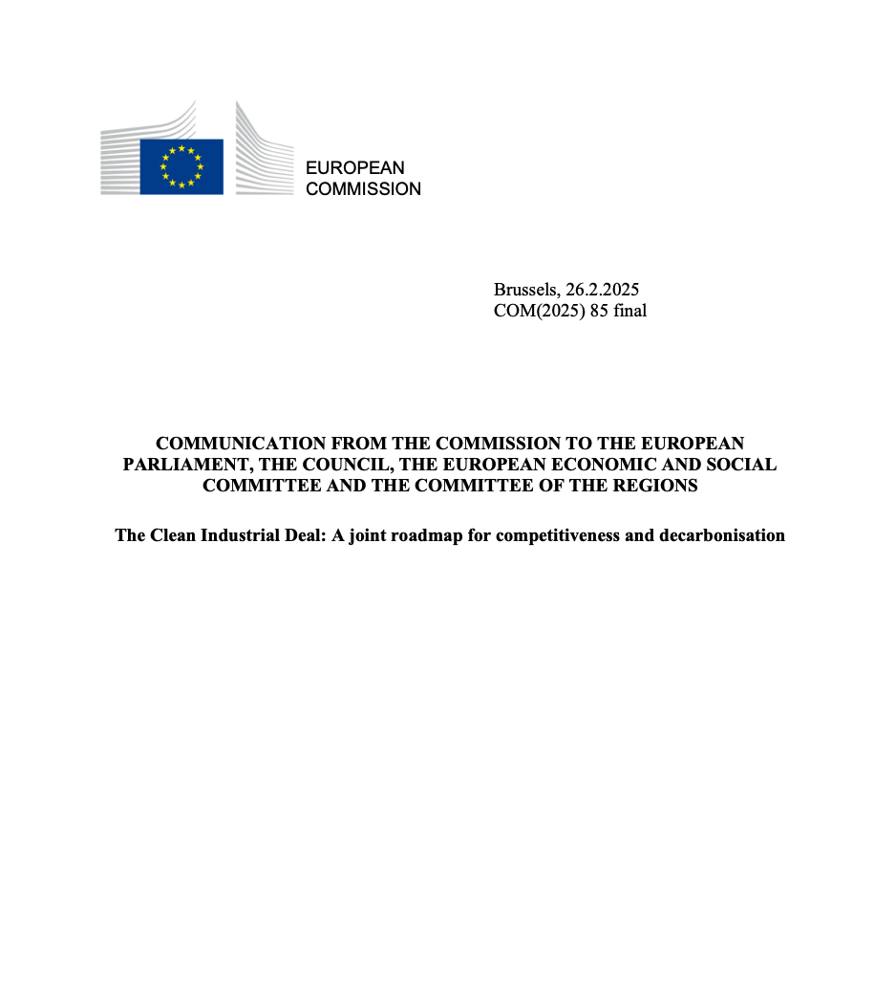 EUROPEAN
COMMISSION
Brussels, 26.2.2025
COM(2025) 85 final
COMMUNICATION FROM THE COMMISSION TO THE EUROPEAN
PARLIAMENT, THE COUNCIL, THE EUROPEAN ECONOMIC AND SOCIAL
COMMITTEE AND THE COMMITTEE OF THE REGIONS
The Clean Industrial Deal: A joint roadmap for competitiveness and decarbonisation